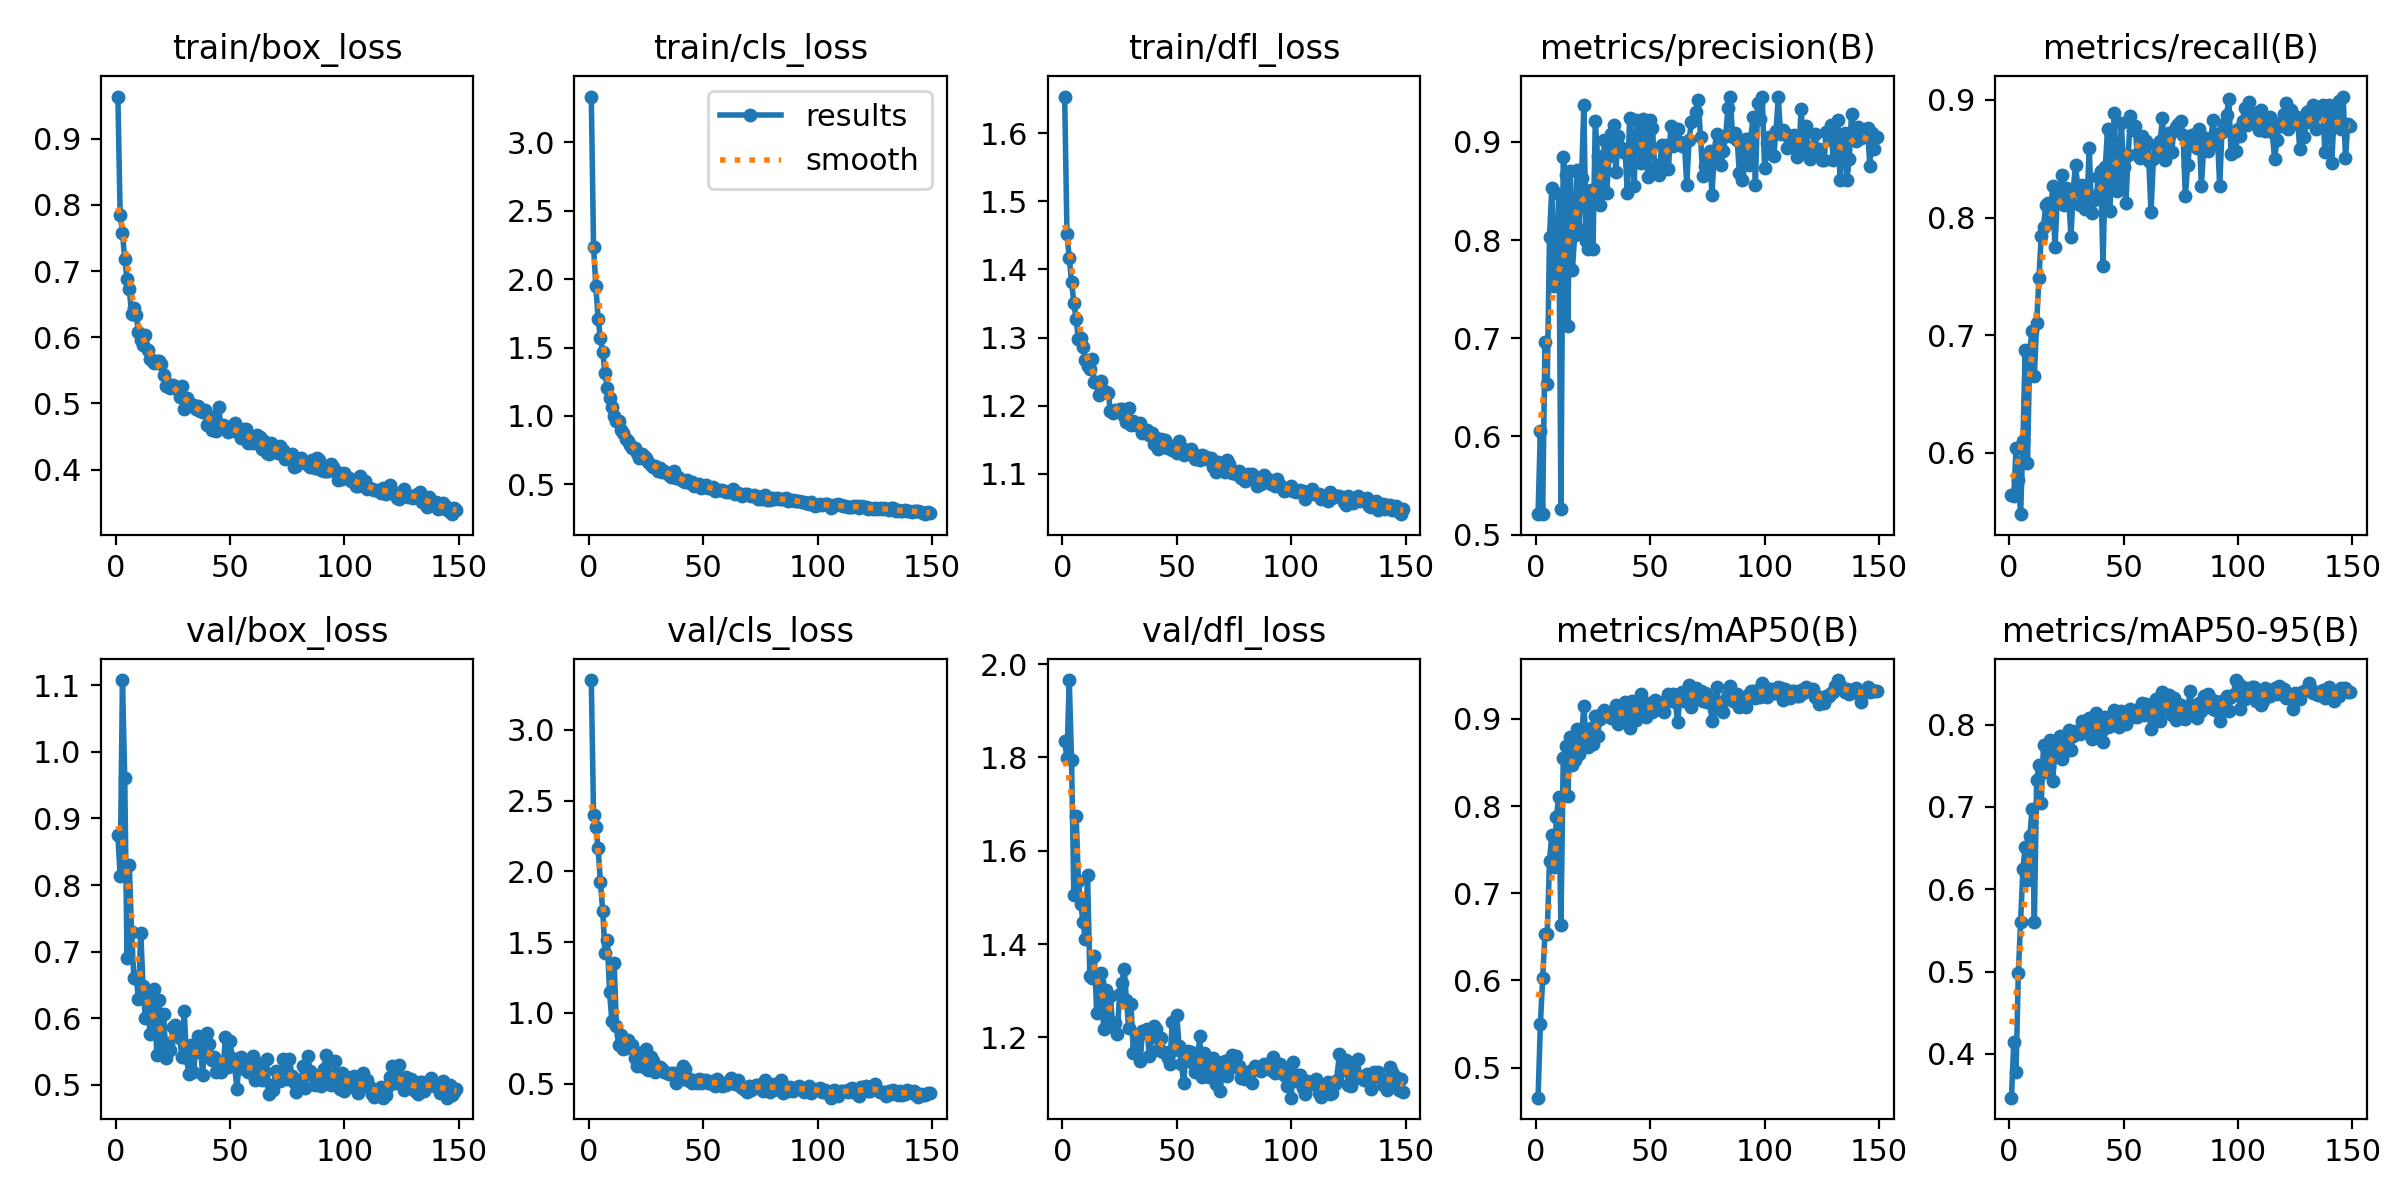 train/box_loss
train/cls_loss
train/dfl_loss
metrics/precision(B)
metrics/recall(B)
0.9
0.8
0.7
0.6
0.5
0.4
0 50 100 150
results
smooth
3.0
2.5
2.0
1.5
1.0
0.5
0 50 100 150
1.6
1.5
1.4
1.3
1.2
1.1
0 50 100 150
0.9
0.8
0.7
0.6
0.5
0 50 100 150
0.9
0.8
0.7
0.6
0 50 100 150
val/box_loss
val/cls_loss
val/dfl_loss
metrics/mAP50(B)
metrics/mAP50-95(B)
1.1
1.0
0.9
0.8
0.7
0.6
0.5
0 50 100 150
3.0
2.5
2.0
1.5
1.0
0.5
0 50 100 150
2.0
1.8
1.6
1.4
1.2
0 50 100 150
0.9
0.8
0.7
0.6
0.5
0 50 100 150
0.8
0.7
0.6
0.5
0.4
0 50 100 150